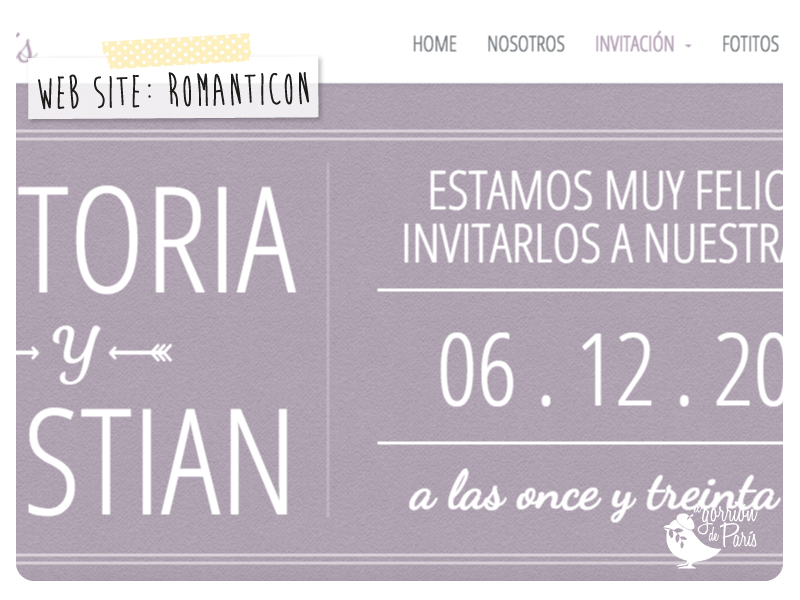 HOME NOSOTROS INVITACIÓN FOTITOS
WEB SITE: ROMANTICON
TORIA
y
STIAN
ESTAMOS MUY FELIC
INVITARLOS A NUESTRA
06 . 12 . 20
a las once y treinta
gorrión
de París